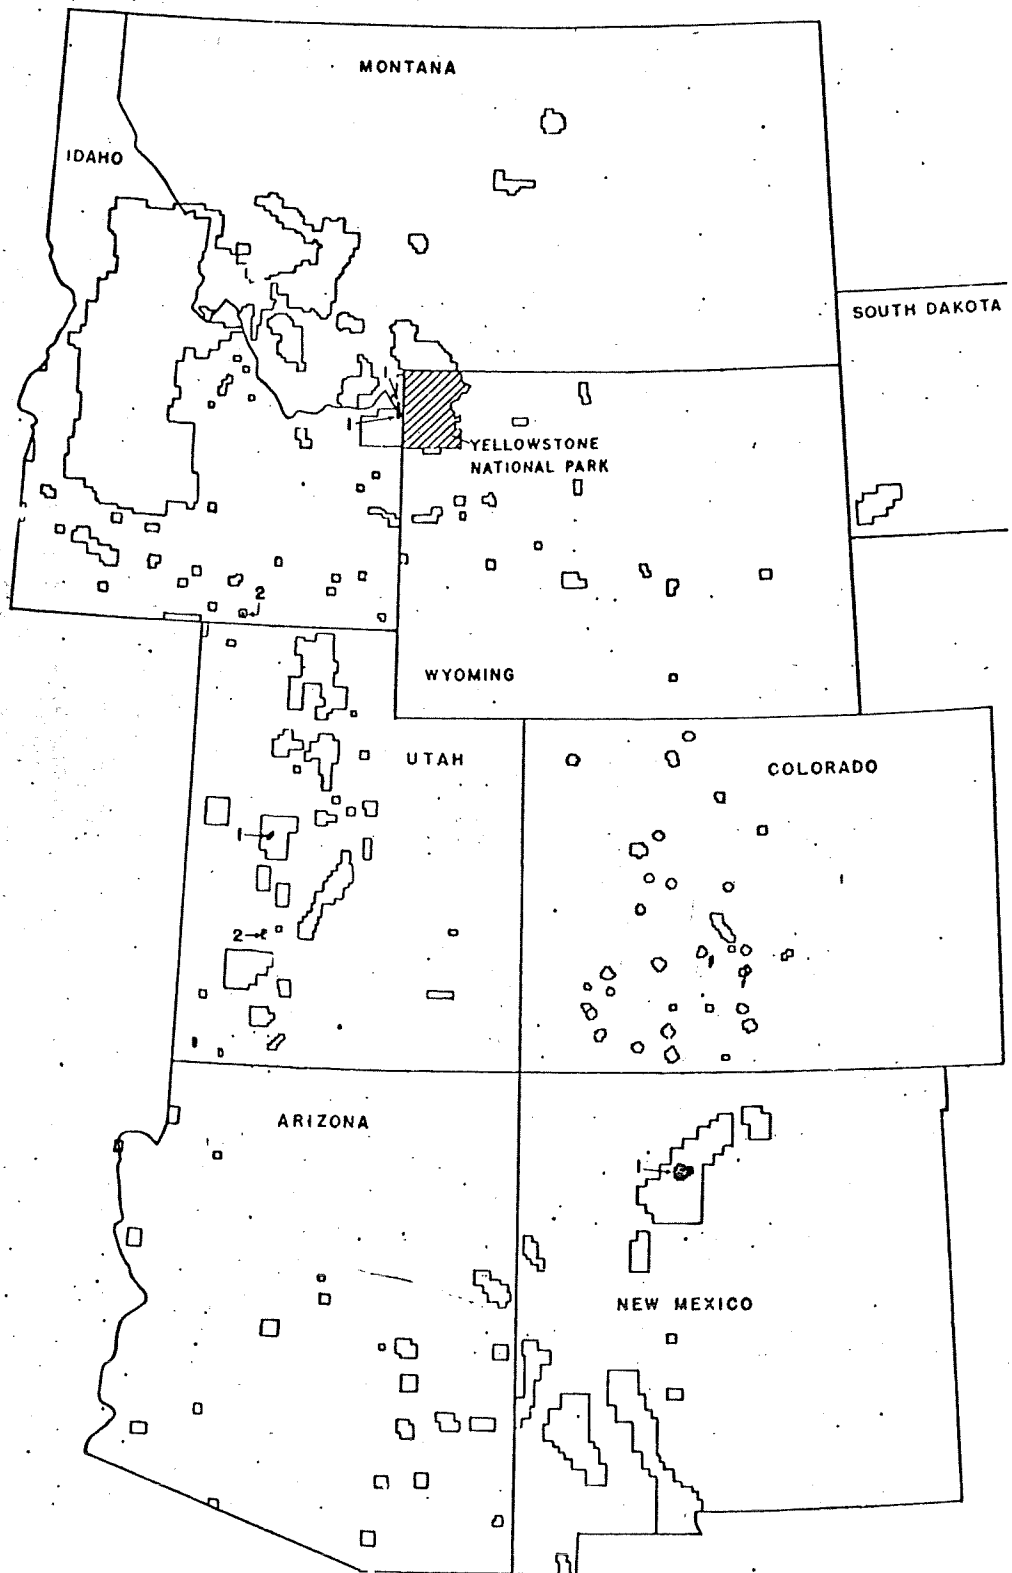 MONTANA
IDAHO
SOUTH DAKOTA
1
1
YELLOWSTONE
NATIONAL PARK
2
WYOMING
UTAH
COLORADO
1
2
ARIZONA
1
NEW MEXICO